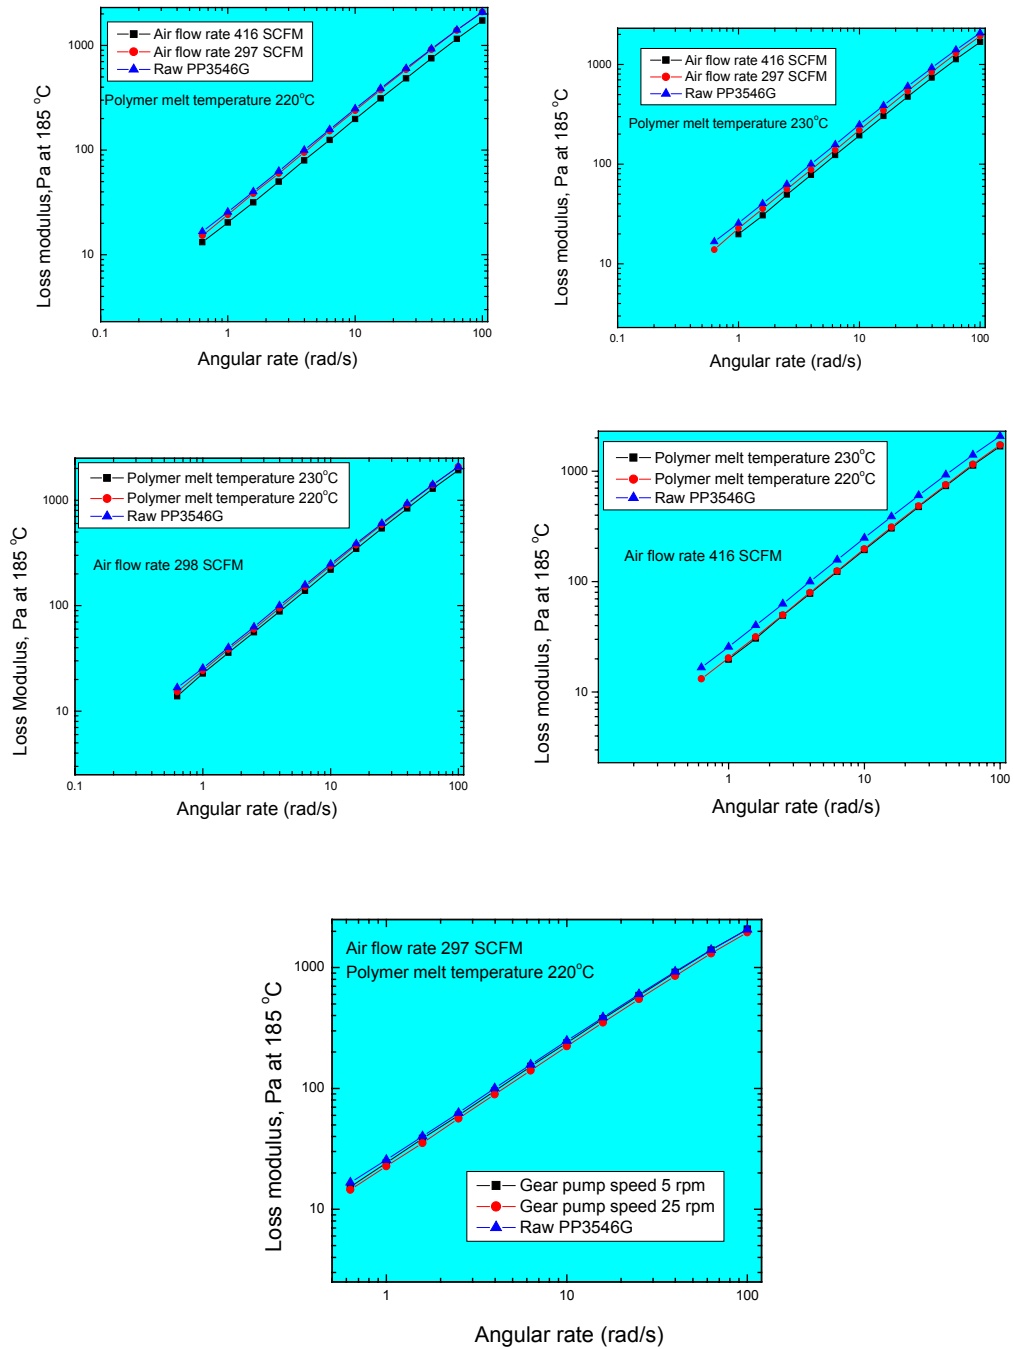 Air flow rate 416 SCFM
Air flow rate 297 SCFM
Raw PP3546G
Polymer melt temperature 220°C
1000
100
10
0.1
1
10
100
Loss modulus,Pa at 185 °C
Angular rate (rad/s)
Air flow rate 416 SCFM
Air flow rate 297 SCFM
Raw PP3546G
Polymer melt temperature 230°C
1000
100
10
0.1
1
10
100
Loss modulus, Pa at 185 °C
Angular rate (rad/s)
Polymer melt temperature 230°C
Polymer melt temperature 220°C
Raw PP3546G
Air flow rate 298 SCFM
1000
100
10
0.1
1
10
100
Loss Modulus, Pa at 185 °C
Angular rate (rad/s)
Polymer melt temperature 230°C
Polymer melt temperature 220°C
Raw PP3546G
Air flow rate 416 SCFM
1000
100
10
1
10
100
Loss modulus, Pa at 185 °C
Angular rate (rad/s)
Air flow rate 297 SCFM
Polymer melt temperature 220°C
1000
100
10
Gear pump speed 5 rpm
Gear pump speed 25 rpm
Raw PP3546G
1
10
100
Loss modulus, Pa at 185 °C
Angular rate (rad/s)